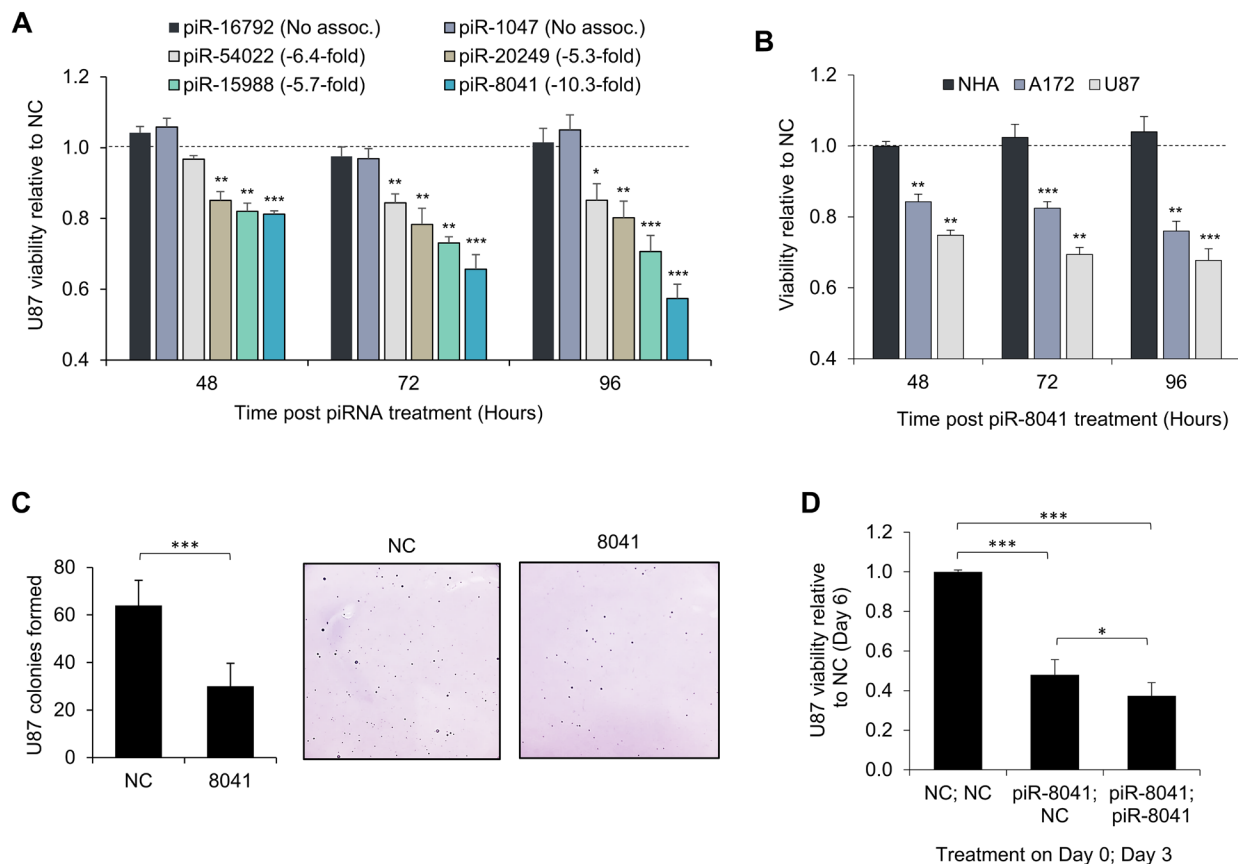 A
piR-16792 (No assoc.)
piR-1047 (No assoc.)
piR-54022 (-6.4-fold)
piR-20249 (-5.3-fold)
piR-15988 (-5.7-fold)
piR-8041 (-10.3-fold)
U87 viability relative to NC
1.2
1.0
0.8
0.6
0.4
** ** ***
** ** ** ***
* ** *** ***
48 72 96
Time post piRNA treatment (Hours)
B
NHA A172 U87
Viability relative to NC
1.2
1.0
0.8
0.6
0.4
** **
*** **
** ***
48 72 96
Time post piR-8041 treatment (Hours)
C
U87 colonies formed
80
60
40
20
0
***
NC 8041
NC
8041
D
U87 viability relative
to NC (Day 6)
1.2
1.0
0.8
0.6
0.4
0.2
0.0
***
***
*
NC; NC
piR-8041;
NC
piR-8041;
piR-8041
Treatment on Day 0; Day 3